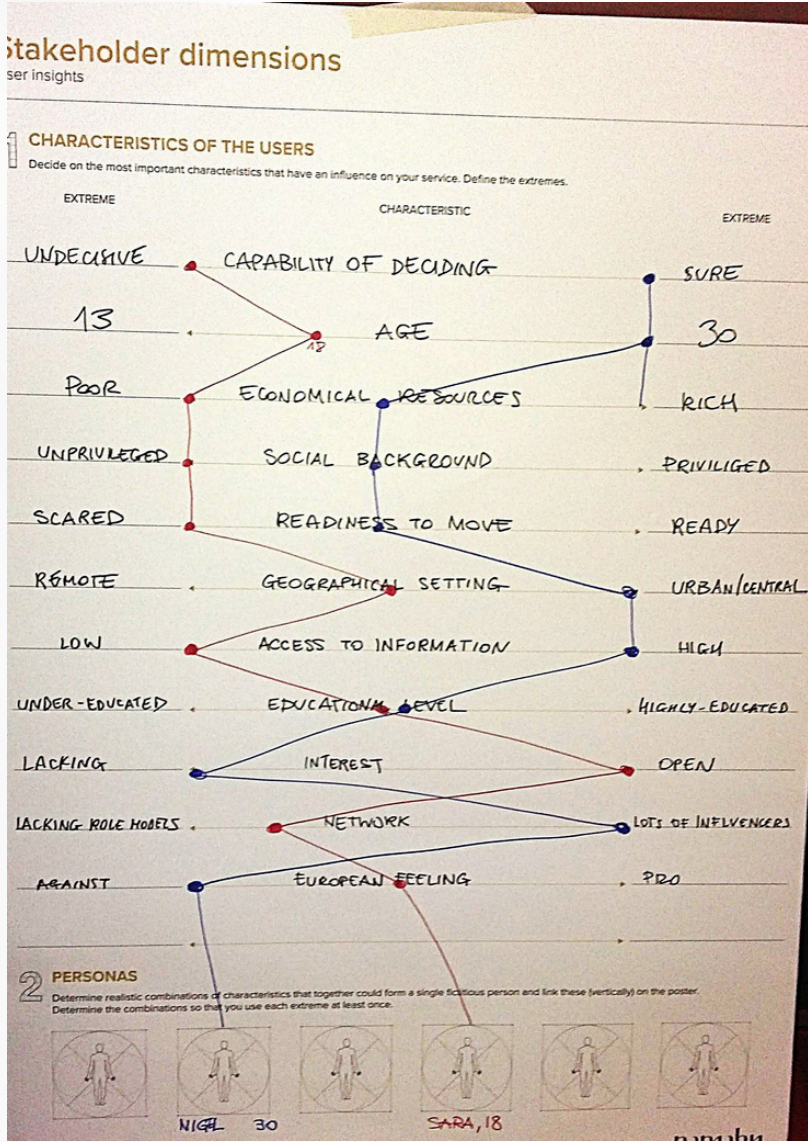 Stakeholder dimensions
ser insights
1 CHARACTERISTICS OF THE USERS
Decide on the most important characteristics that have an influence on your service. Define the extremes.
EXTREME CHARACTERISTIC EXTREME
UNDECISIVE CAPABILITY OF DECIDING SURE
13 AGE 30
18
POOR ECONOMICAL RESOURCES RICH
UNPRIVILEGED SOCIAL BACKGROUND PRIVILIGED
SCARED READINESS TO MOVE READY
REMOTE GEOGRAPHICAL SETTING URBAN/CENTRAL
LOW ACCESS TO INFORMATION HIGH
UNDER-EDUCATED EDUCATIONAL LEVEL HIGHLY-EDUCATED
LACKING INTEREST OPEN
LACKING ROLE MODELS NETWORK LOTS OF INFLUENCERS
AGAINST EUROPEAN FEELING PRO
2 PERSONAS
Determine realistic combinations of characteristics that together could form a single fictitious person and link these (vertically) on the poster.
Determine the combinations so that you use each extreme at least once.
NIGEL 30 SARA, 18